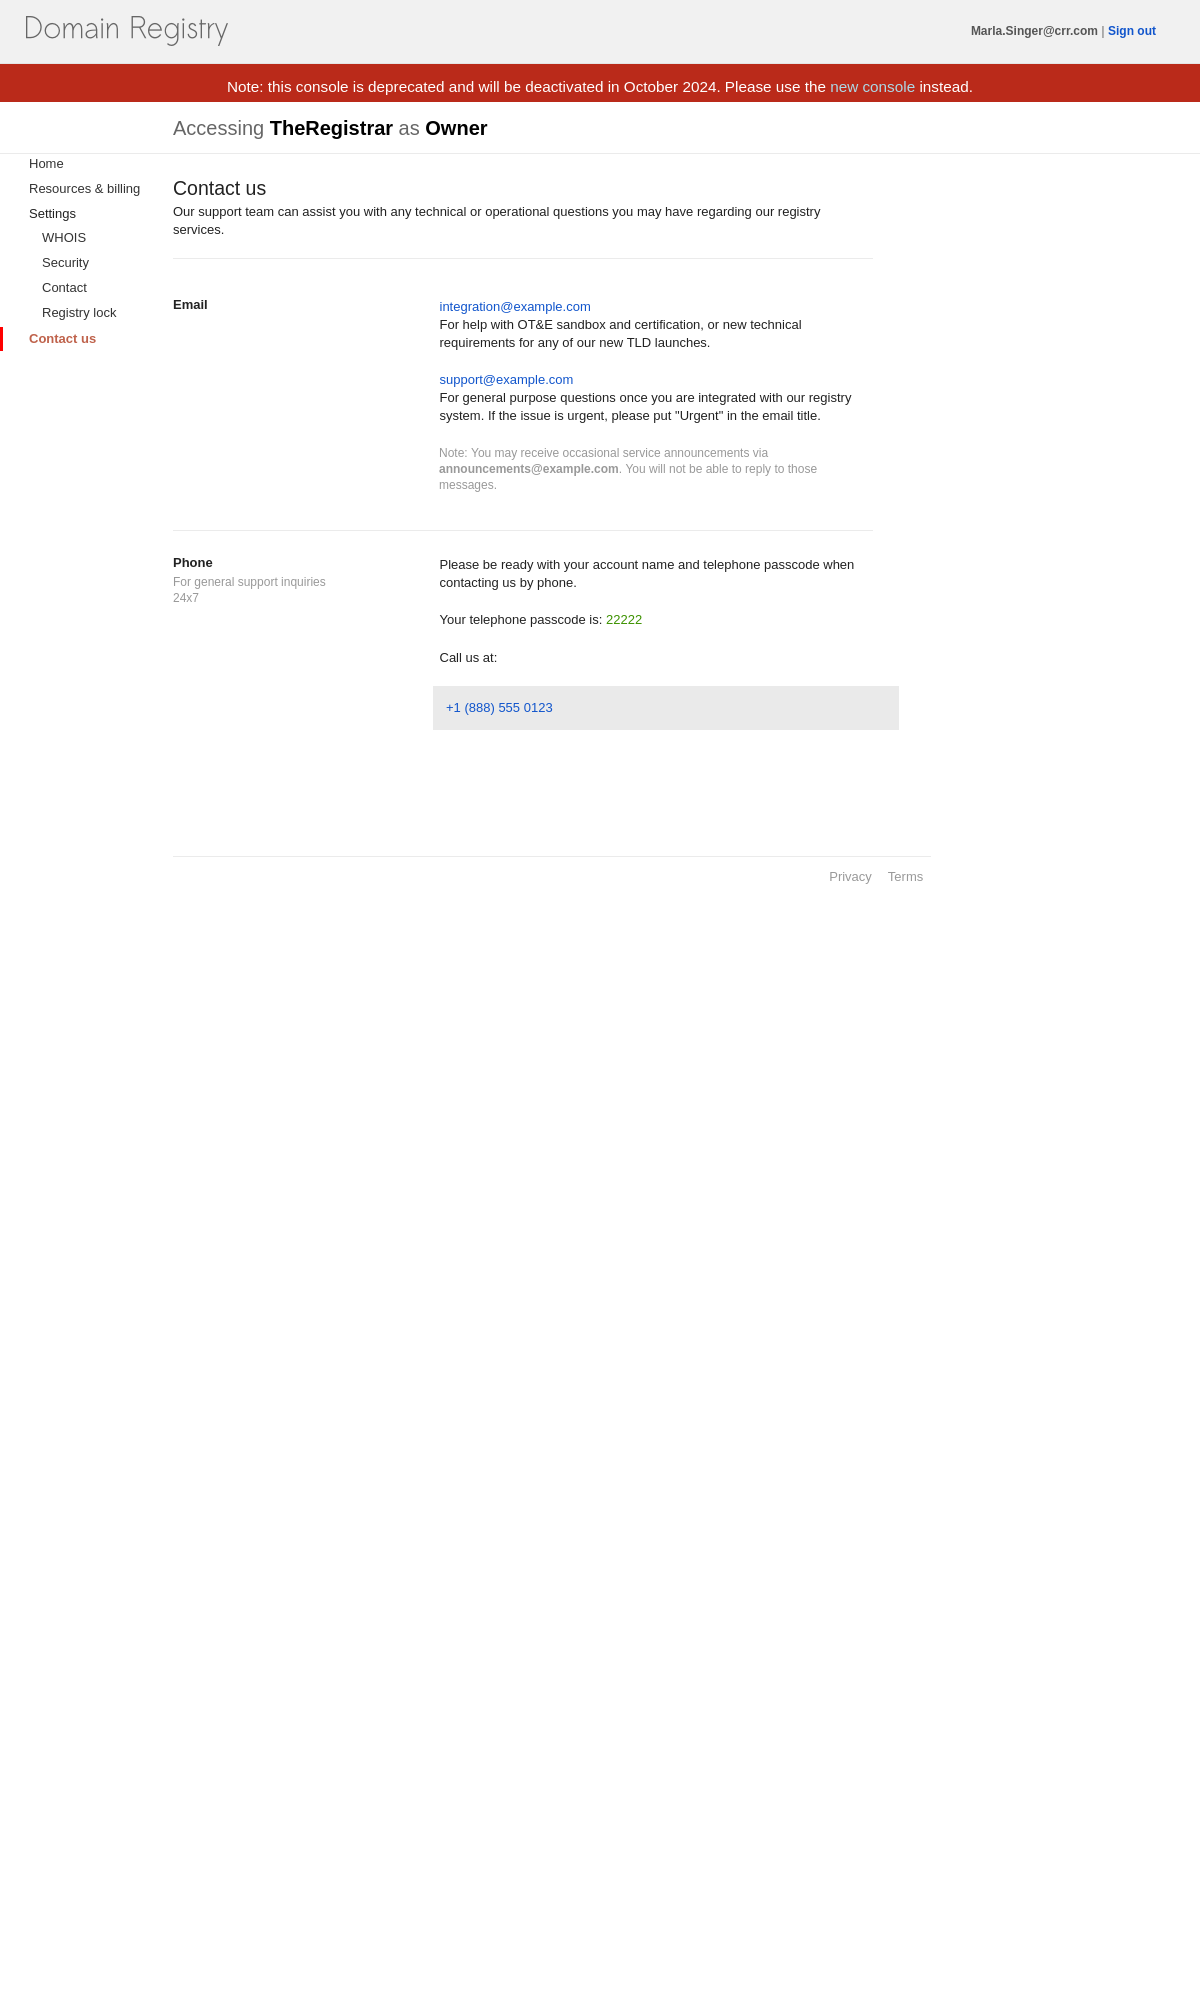 Domain Registry
Marla.Singer@crr.com | Sign out
Note: this console is deprecated and will be deactivated in October 2024. Please use the new console instead.
Accessing TheRegistrar as Owner
Home
Resources & billing
Settings
WHOIS
Security
Contact
Registry lock
Contact us
Contact us
Our support team can assist you with any technical or operational questions you may have regarding our registry
services.
Email
integration@example.com
For help with OT&E sandbox and certification, or new technical
requirements for any of our new TLD launches.
support@example.com
For general purpose questions once you are integrated with our registry
system. If the issue is urgent, please put "Urgent" in the email title.
Note: You may receive occasional service announcements via
announcements@example.com. You will not be able to reply to those
messages.
Phone
For general support inquiries
24x7
Please be ready with your account name and telephone passcode when
contacting us by phone.
Your telephone passcode is: 22222
Call us at:
+1 (888) 555 0123
Privacy Terms